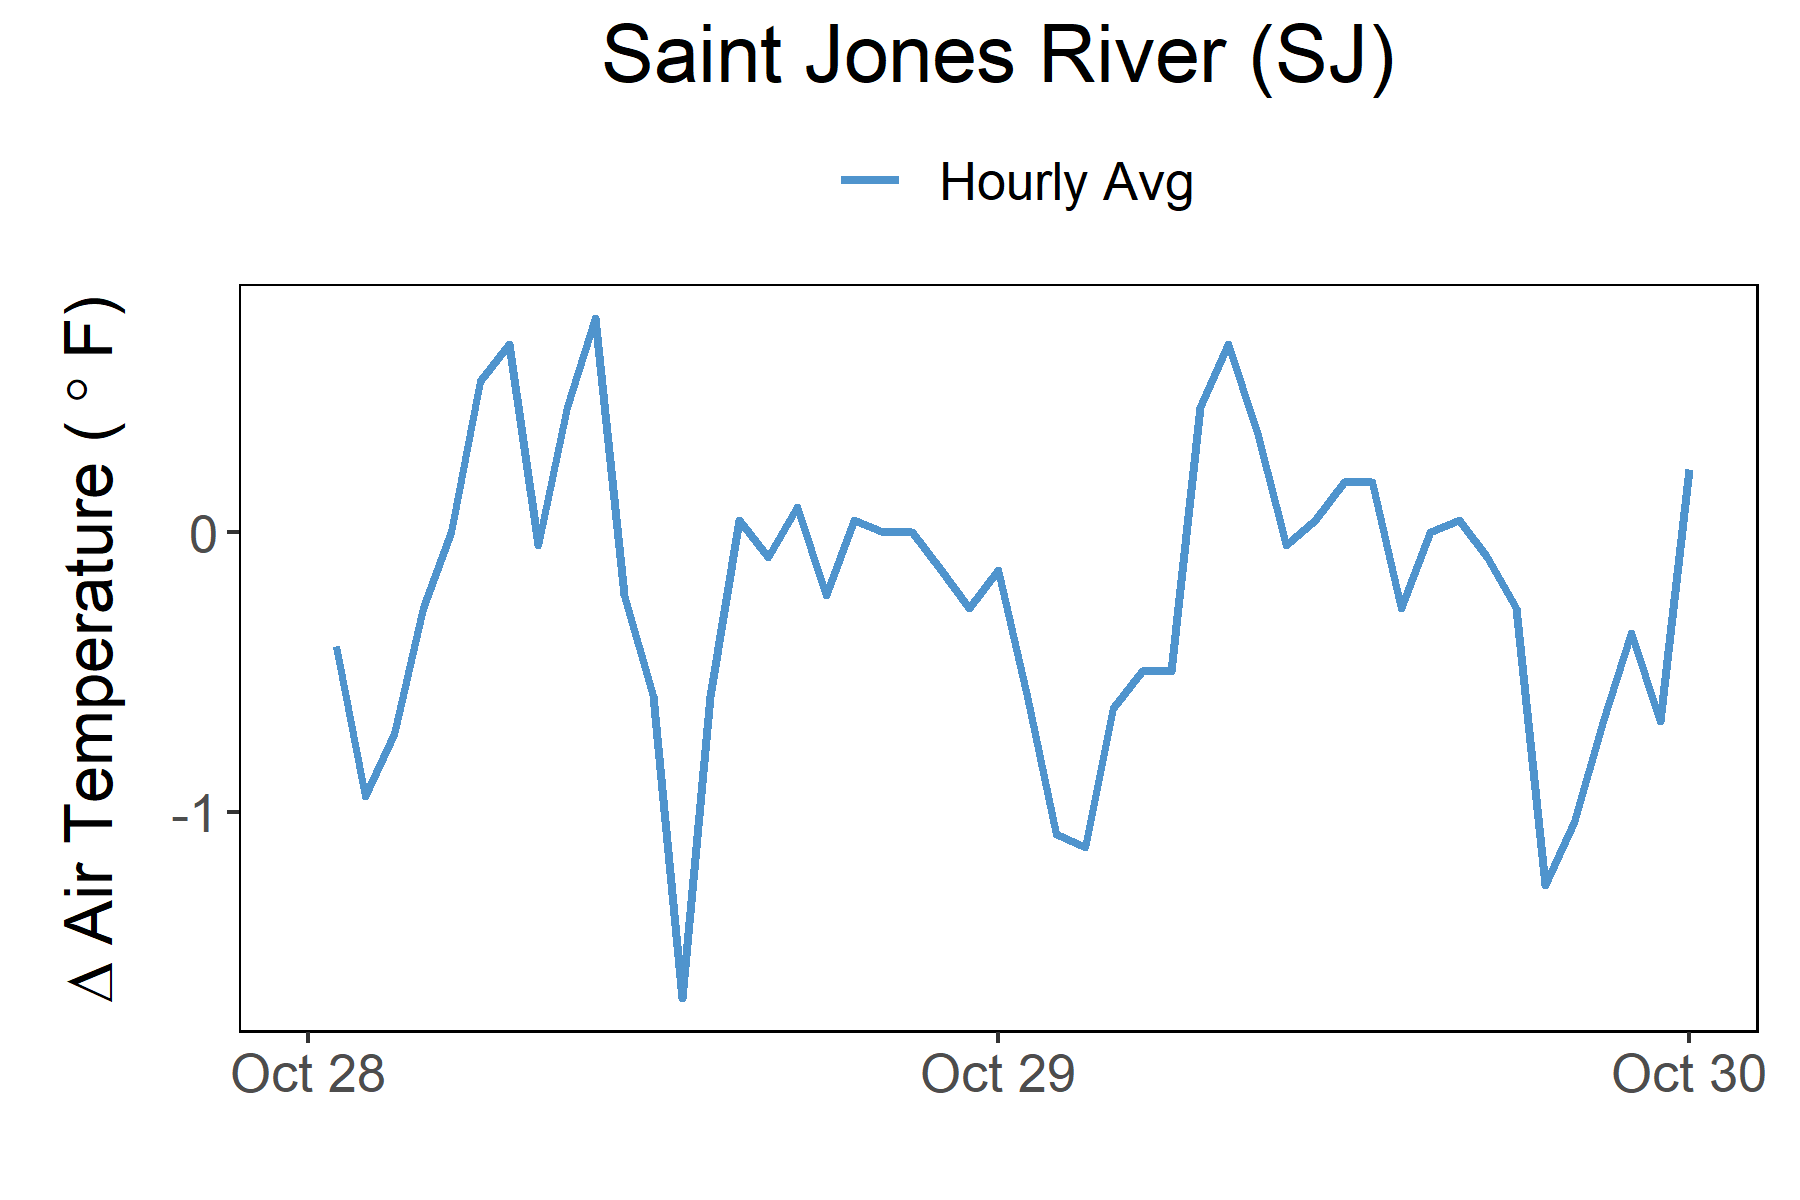 Saint Jones River (SJ)
Hourly Avg
Δ Air Temperature ( ° F)
0
-1
Oct 28
Oct 29
Oct 30